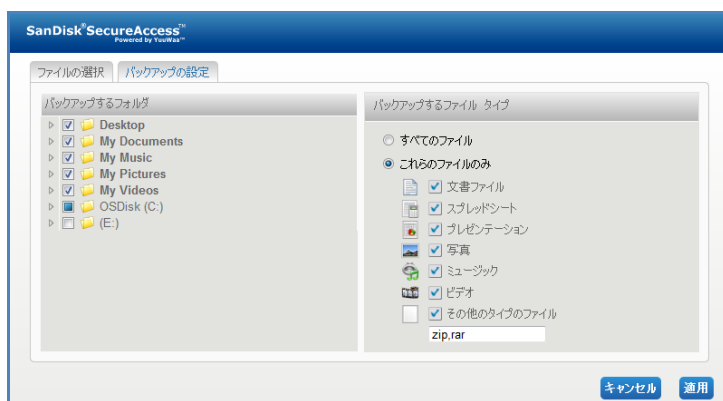 SanDisk®SecureAccess™
Powered by YuuWaa™
ファイルの選択 バックアップの設定
バックアップするフォルダ
Desktop
My Documents
My Music
My Pictures
My Videos
OSDisk (C:)
(E:)
バックアップするファイル タイプ
すべてのファイル
これらのファイルのみ
文書ファイル
スプレッドシート
プレゼンテーション
写真
ミュージック
ビデオ
その他のタイプのファイル
zip,rar
キャンセル 適用